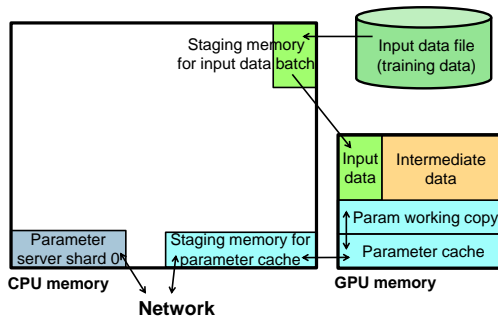 Staging memory
for input data batch
Input data file
(training data)
Input
data
Intermediate
data
Param working copy
Parameter cache
Parameter
server shard 0
Staging memory for
parameter cache
CPU memory
GPU memory
Network